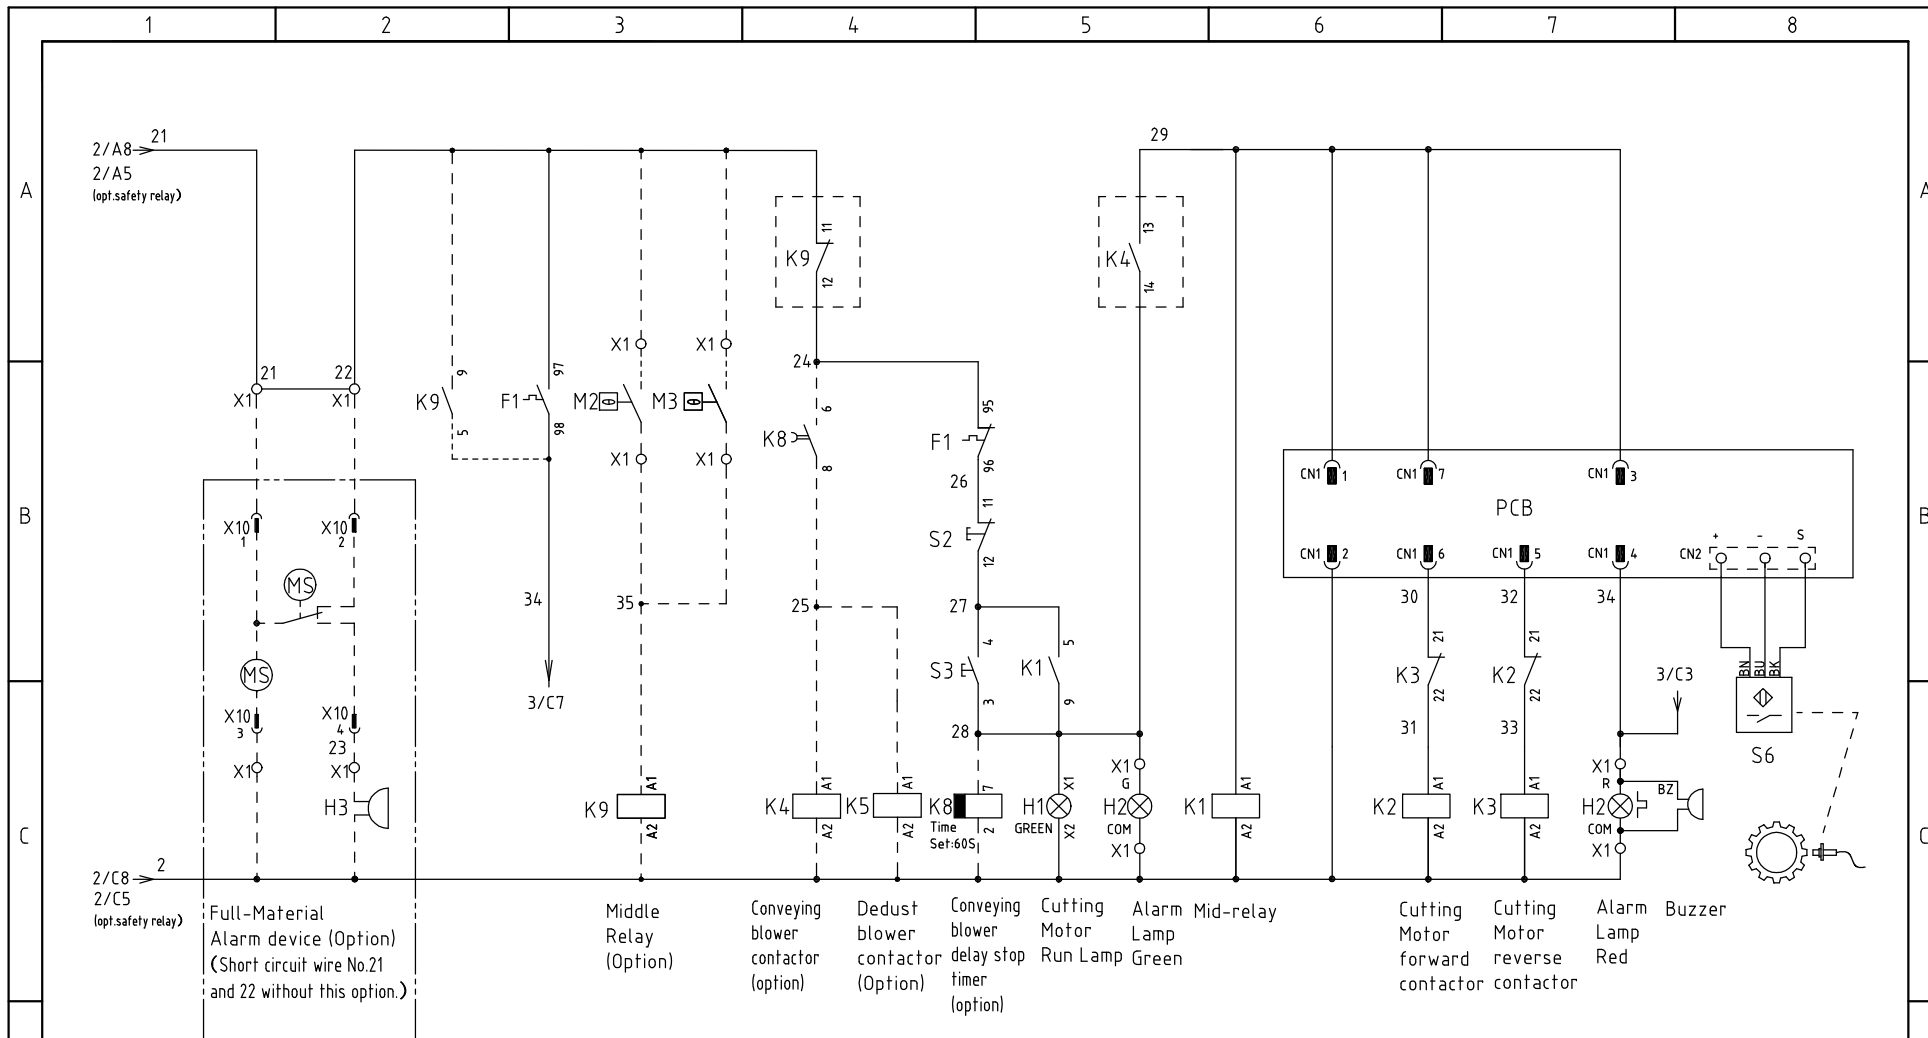 1 2 3 4 5 6 7 8
A
A
2/A8
21
2/A5
(opt.safety relay)
29
K9
11
12
K4
13
14
X1
X1
24
21
22
X1
X1
K9
9
5
F1
97
98
M2
M3
X1
X1
K8
6
8
F1
95
96
26
S2
11
12
B
B
X10
1
X10
2
MS
MS
34
3/C7
35
25
27
S3
4
3
K1
5
9
28
CN1 1
CN1 7
CN1 3
PCB
CN1 2
CN1 6
CN1 5
CN1 4
CN2
+ - S
30
32
34
K3
21
22
K2
21
22
31
33
3/C3
BN
BU
BK
S6
X10
3
X10
4
23
X1
X1
H3
K9
A1
A2
K4
A1
A2
K5
A1
A2
K8
7
2
Time
Set:60S
H1
GREEN
X1
X2
X1
G
H2
COM
X1
K1
A1
A2
K2
A1
A2
K3
A1
A2
X1
R
H2
COM
X1
BZ
C
C
2/C8
2
2/C5
(opt.safety relay)
Full-Material
Alarm device (Option)
(Short circuit wire No.21
and 22 without this option.)
Middle
Relay
(Option)
Conveying
blower
contactor
(option)
Dedust
blower
contactor
(Option)
Conveying
blower
delay stop
timer
(option)
Cutting
Motor
Run Lamp
Alarm
Lamp
Green
Mid-relay
Cutting
Motor
forward
contactor
Cutting
Motor
reverse
contactor
Alarm
Lamp
Red
Buzzer